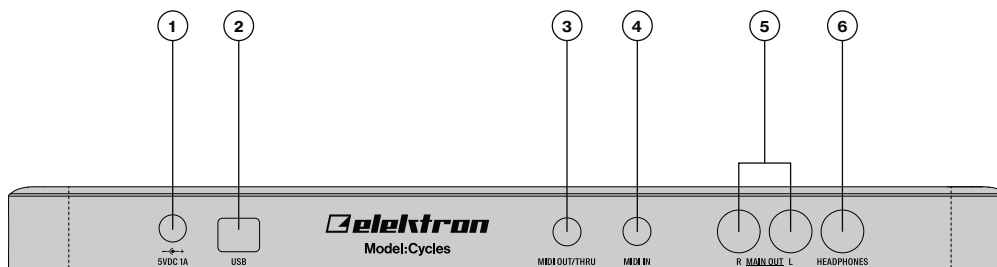 1 2 3 4 5 6
elektron
Model:Cycles
5VDC 1A USB MIDI OUT/THRU MIDI IN R MAIN OUT L HEADPHONES